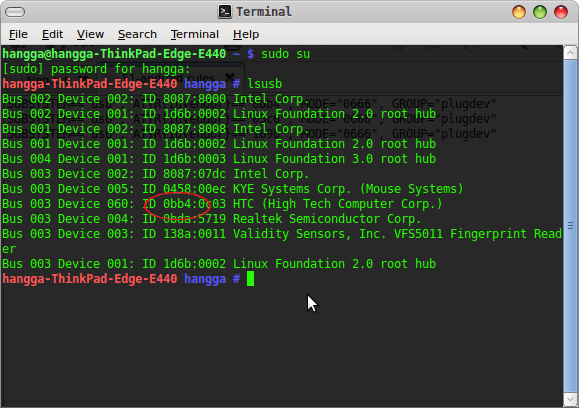 Terminal
File Edit View Search Terminal Help
hangga@hangga-ThinkPad-Edge-E440 ~ $ sudo su
[sudo] password for hangga:
hangga-ThinkPad-Edge-E440 hangga # lsusb
Bus 002 Device 002: ID 8087:8000 Intel Corp.
Bus 002 Device 001: ID 1d6b:0002 Linux Foundation 2.0 root hub
Bus 001 Device 002: ID 8087:8008 Intel Corp.
Bus 001 Device 001: ID 1d6b:0002 Linux Foundation 2.0 root hub
Bus 004 Device 001: ID 1d6b:0003 Linux Foundation 3.0 root hub
Bus 003 Device 002: ID 8087:07dc Intel Corp.
Bus 003 Device 005: ID 0458:00ec KYE Systems Corp. (Mouse Systems)
Bus 003 Device 060: ID 0bb4:0c03 HTC (High Tech Computer Corp.)
Bus 003 Device 004: ID 0bda:5719 Realtek Semiconductor Corp.
Bus 003 Device 003: ID 138a:0011 Validity Sensors, Inc. VFS5011 Fingerprint Read
er
Bus 003 Device 001: ID 1d6b:0002 Linux Foundation 2.0 root hub
hangga-ThinkPad-Edge-E440 hangga #